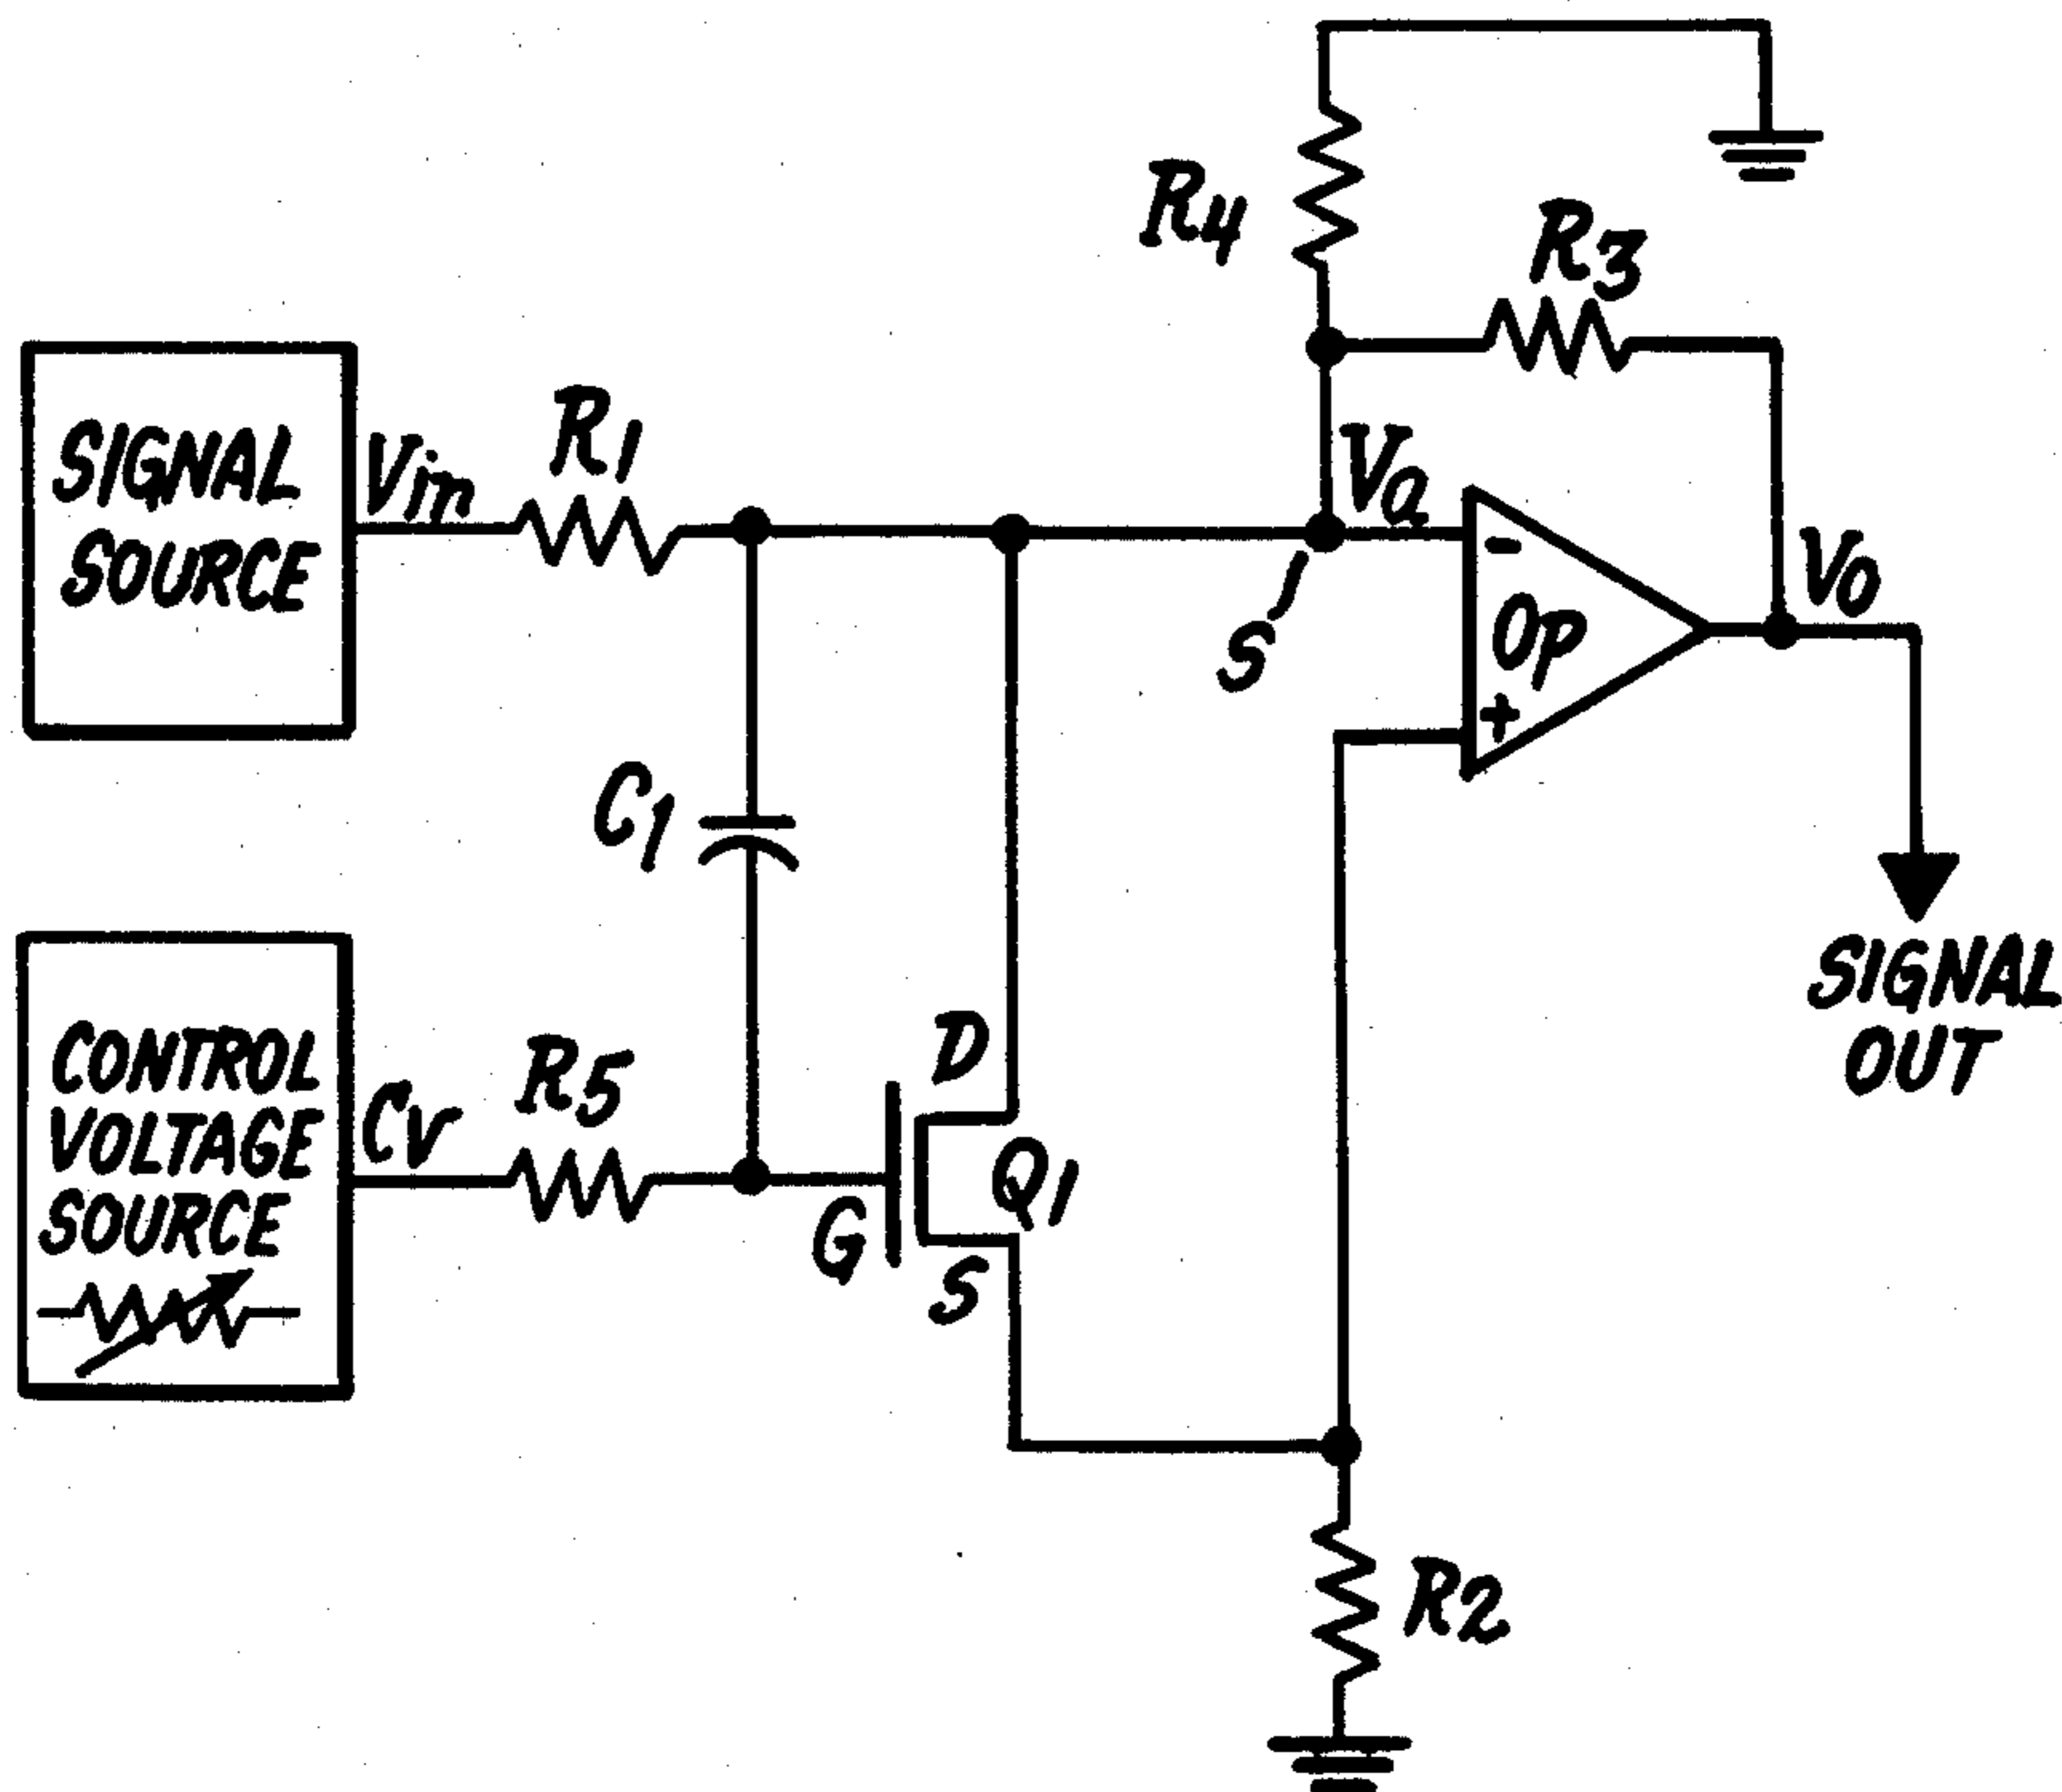 R4
R3
SIGNAL
SOURCE
Vin
R1
Va
-
OP
+
Vo
S
C1
SIGNAL
OUT
CONTROL
VOLTAGE
SOURCE
Cv
R5
D
Q1
G
S
R2